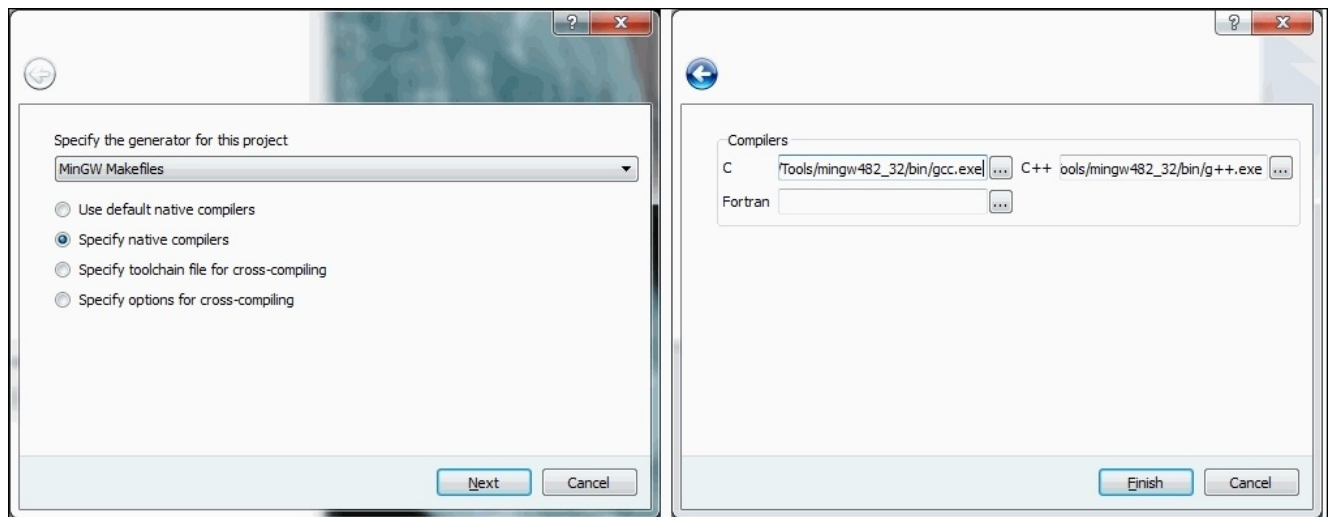 Specify the generator for this project
MinGW Makefiles
Use default native compilers
Specify native compilers
Specify toolchain file for cross-compiling
Specify options for cross-compiling
Next Cancel
Compilers
C /Tools/mingw482_32/bin/gcc.exe ... C++ ools/mingw482_32/bin/g++.exe ...
Fortran ...
Finish Cancel